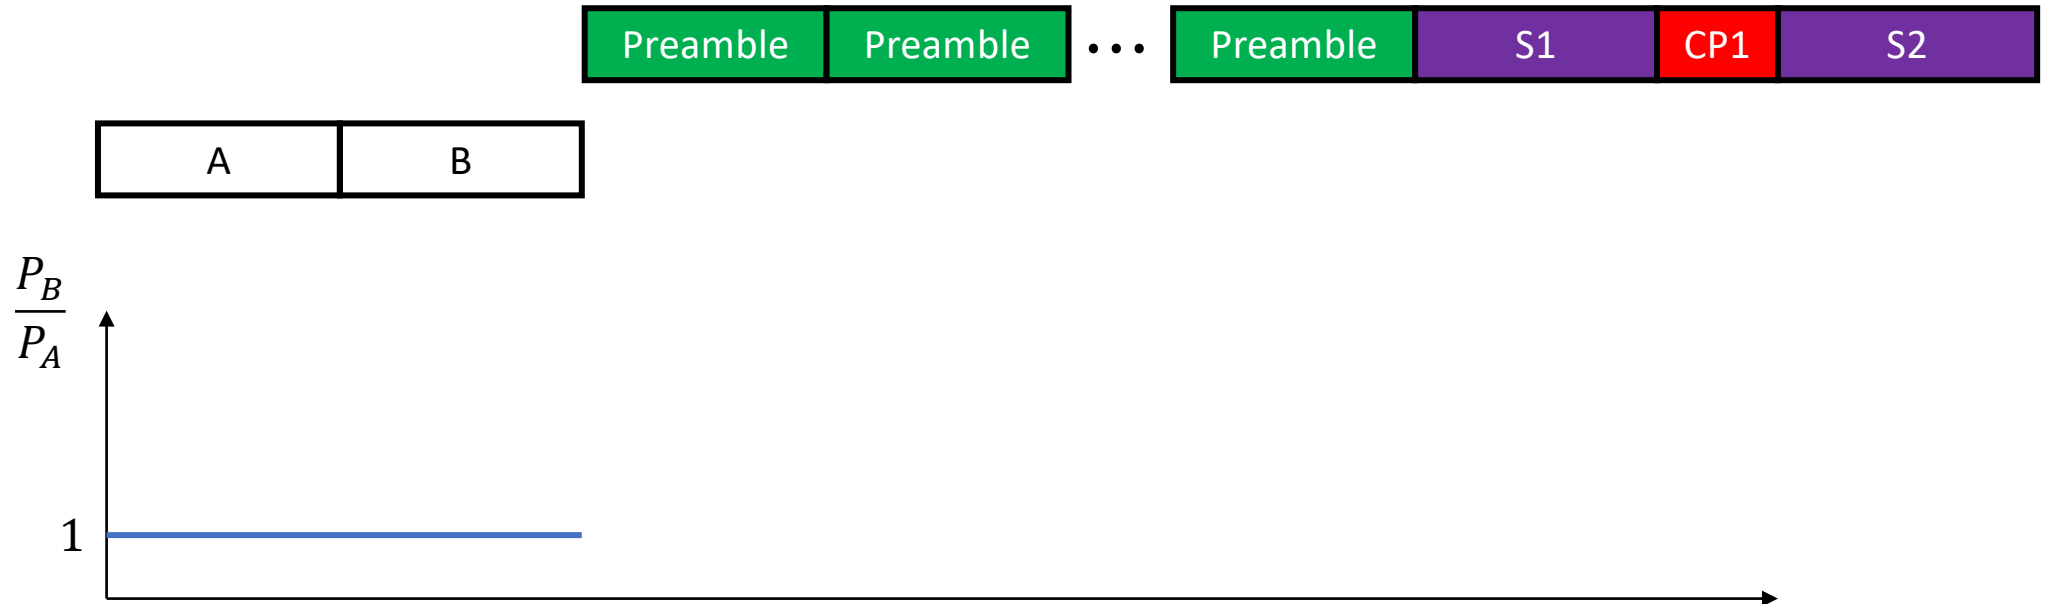 Preamble Preamble ... Preamble S1 CP1 S2
A B
P_B
P_A
1